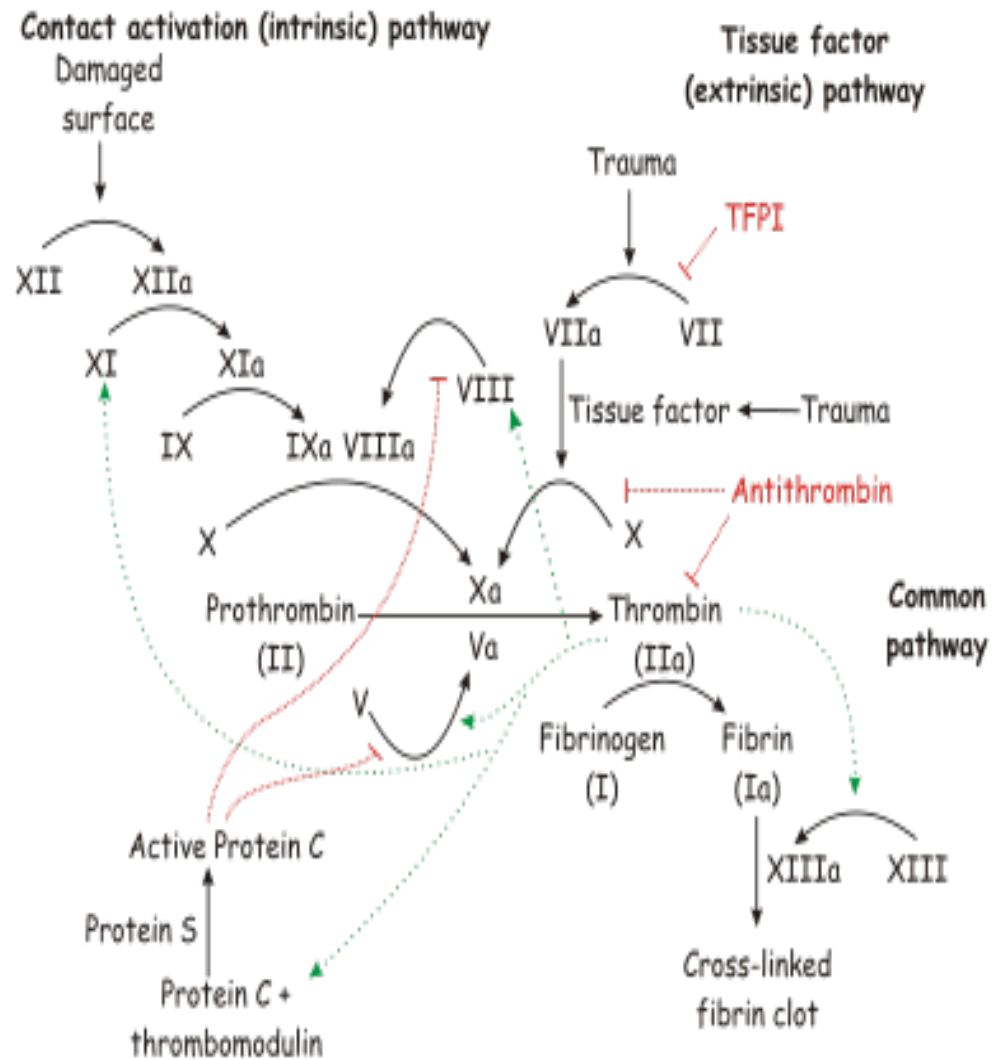 Contact activation (intrinsic) pathway
Damaged
surface
Tissue factor
(extrinsic) pathway
Trauma
TFPI
XII
XIIa
VIIa
VII
XI
XIa
VIII
Tissue factor
Trauma
IX
IXa VIIIa
Antithrombin
X
X
Xa
Prothrombin
(II)
Thrombin
(IIa)
Common
pathway
Va
V
Fibrinogen
(I)
Fibrin
(Ia)
Active Protein C
XIIIa
XIII
Protein S
Cross-linked
fibrin clot
Protein C +
thrombomodulin